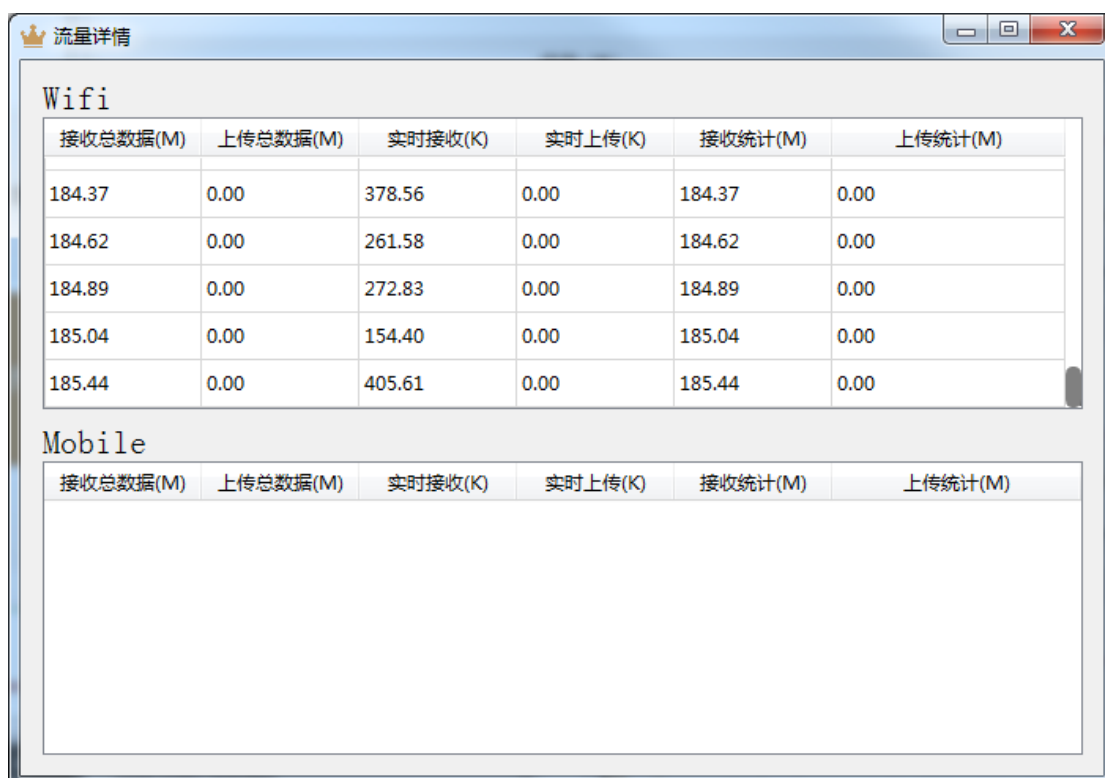 流量详情
Wifi
接收总数据(M) 上传总数据(M) 实时接收(K) 实时上传(K) 接收统计(M) 上传统计(M)
184.37 0.00 378.56 0.00 184.37 0.00
184.62 0.00 261.58 0.00 184.62 0.00
184.89 0.00 272.83 0.00 184.89 0.00
185.04 0.00 154.40 0.00 185.04 0.00
185.44 0.00 405.61 0.00 185.44 0.00
Mobile
接收总数据(M) 上传总数据(M) 实时接收(K) 实时上传(K) 接收统计(M) 上传统计(M)